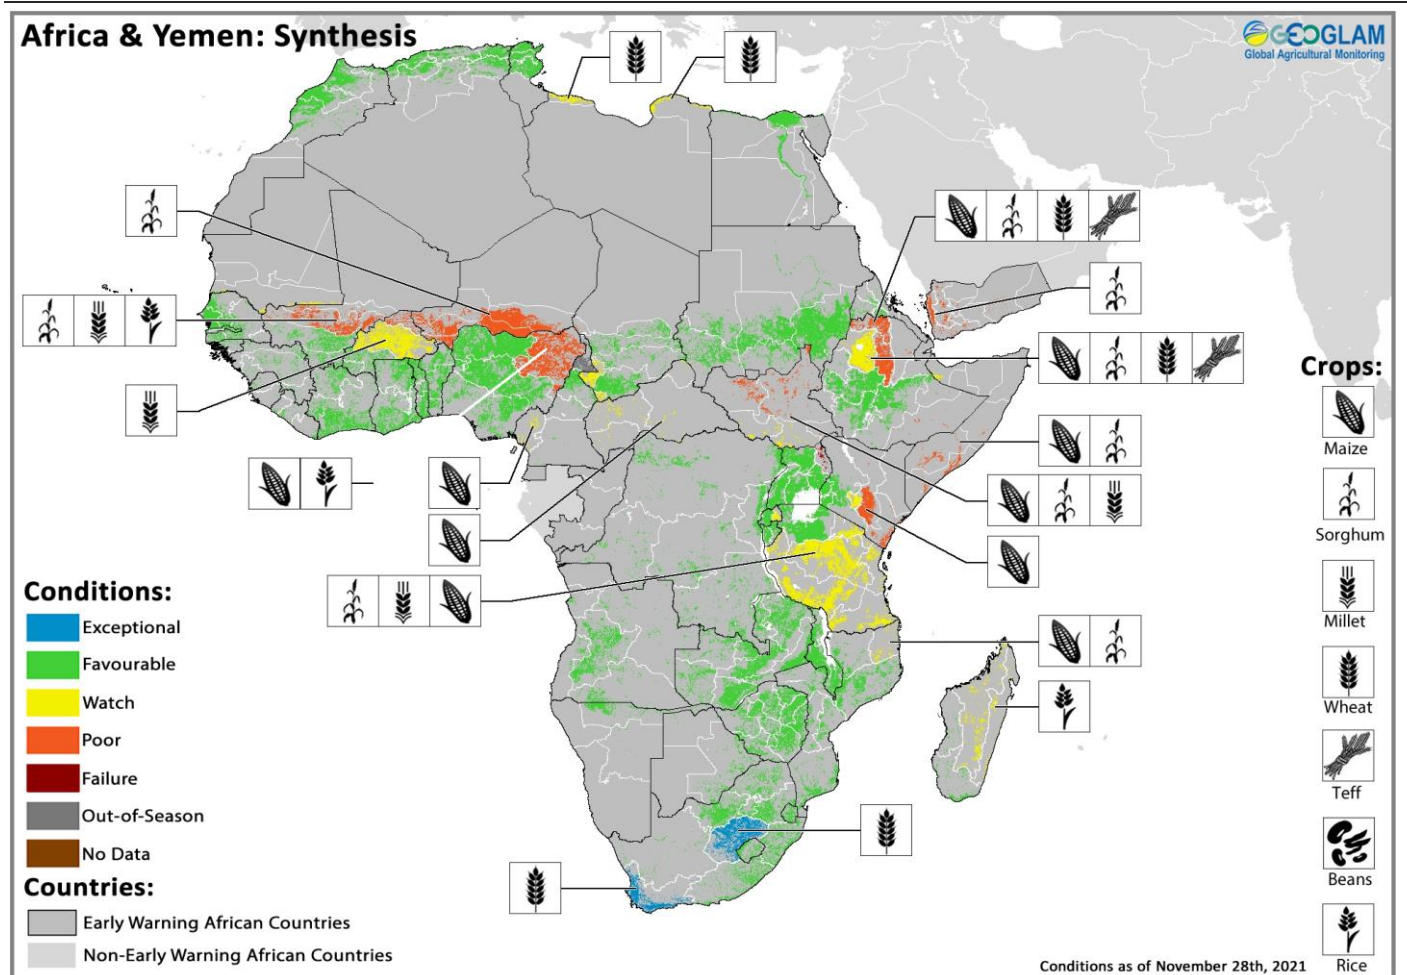 Africa & Yemen: Synthesis
GEOGLAM
Global Agricultural Monitoring
Crops:
Maize
Sorghum
Millet
Wheat
Teff
Beans
Rice
Conditions:
Exceptional
Favourable
Watch
Poor
Failure
Out-of-Season
No Data
Countries:
Early Warning African Countries
Non-Early Warning African Countries
Conditions as of November 28th, 2021